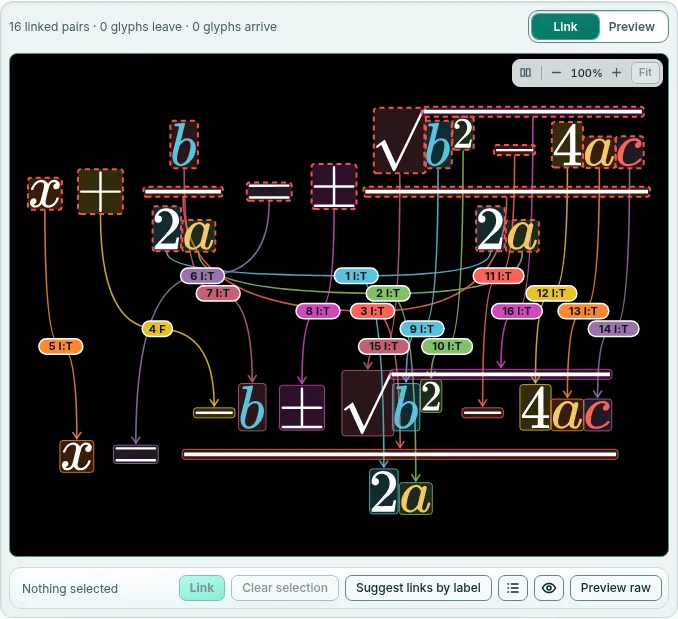 16 linked pairs · 0 glyphs leave · 0 glyphs arrive
Link Preview
100% Fit
x + b/2a = ± √b² − 4ac/2a
6 I:T 1 I:T 11 I:T
7 I:T 2 I:T 12 I:T
8 I:T 3 I:T 16 I:T 13 I:T
4 F 9 I:T 14 I:T
5 I:T 15 I:T 10 I:T
x = −b ± √b² − 4ac/2a
Nothing selected Link Clear selection Suggest links by label Preview raw